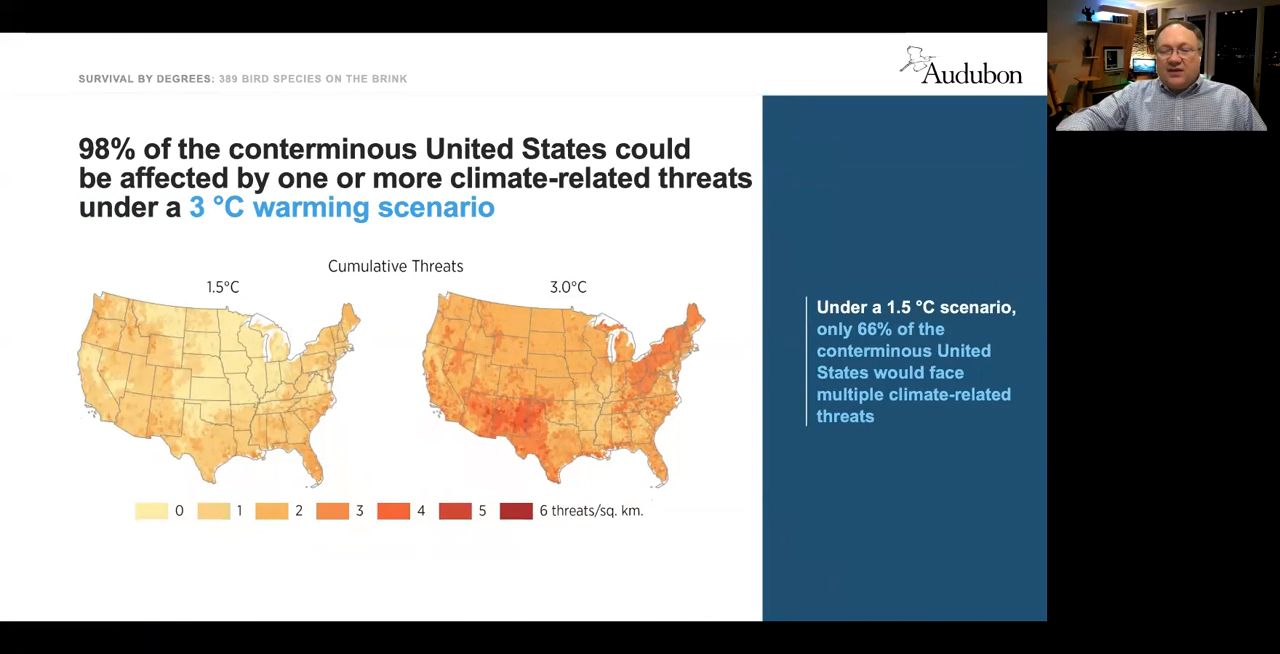 SURVIVAL BY DEGREES: 389 BIRD SPECIES ON THE BRINK
Audubon
98% of the conterminous United States could
be affected by one or more climate-related threats
under a 3 °C warming scenario
Cumulative Threats
1.5°C 3.0°C
0 1 2 3 4 5 6 threats/sq. km.
Under a 1.5 °C scenario,
only 66% of the
conterminous United
States would face
multiple climate-related
threats